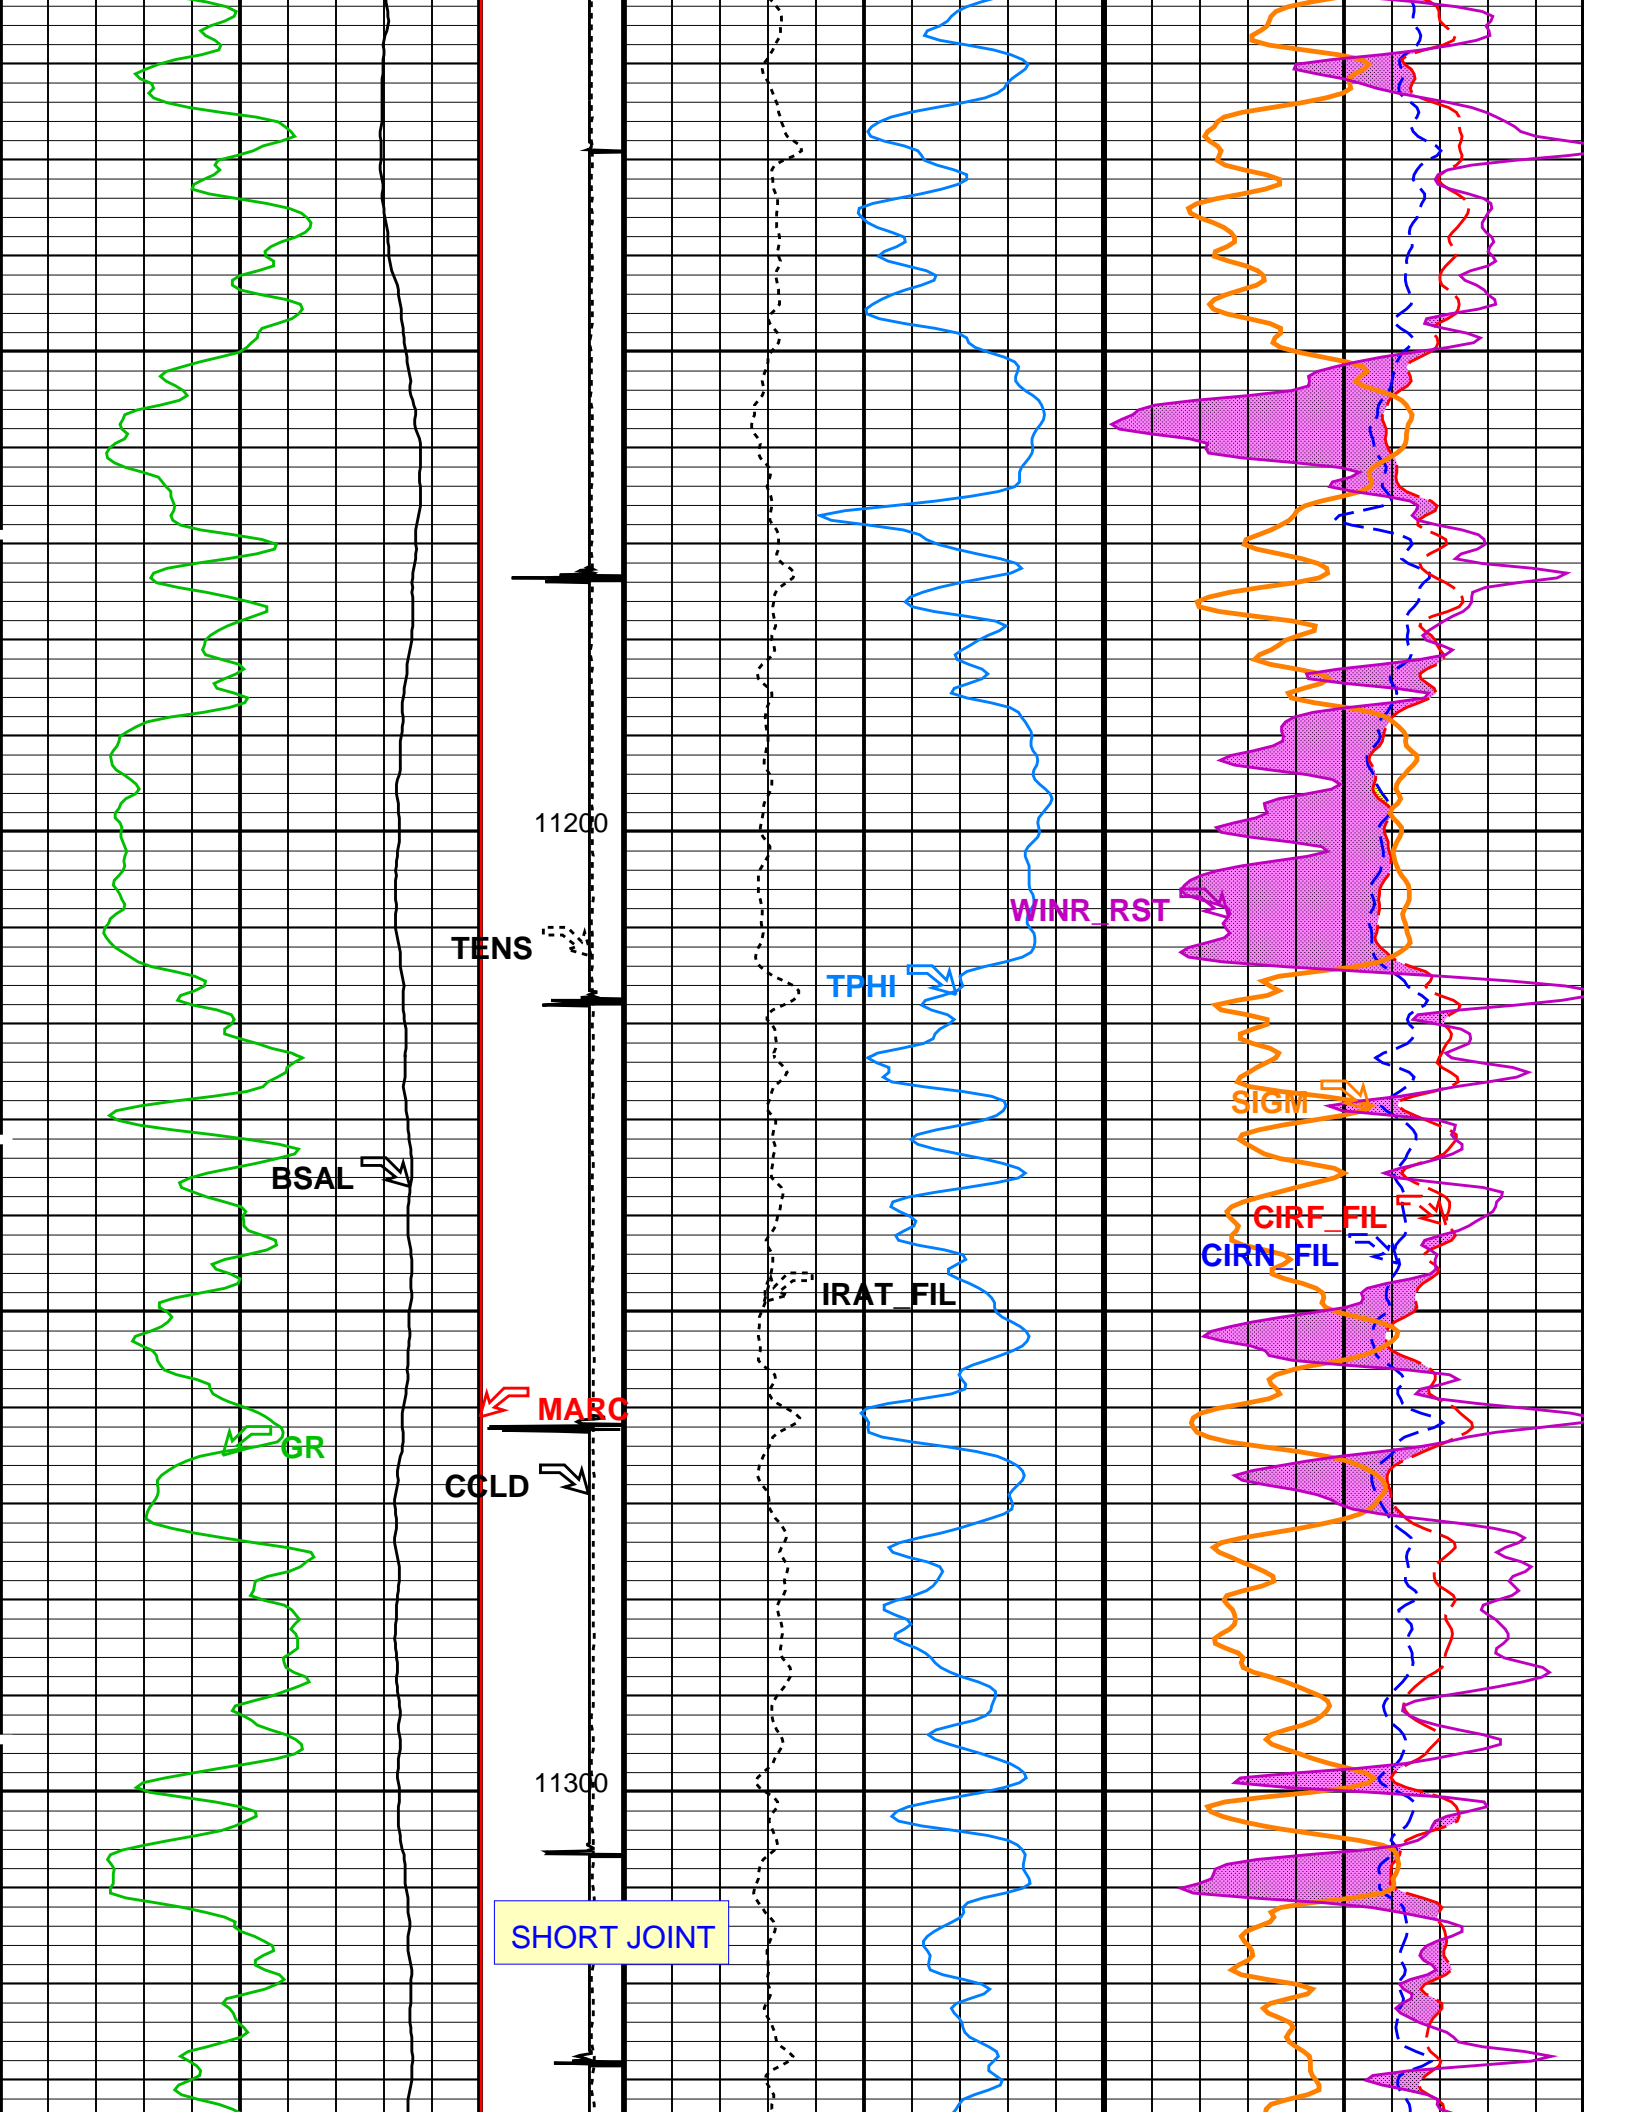 11200
WINR_RST
TENS
TPHI
SIGM
BSAL
CIRF_FIL
CIRN_FIL
IRAT_FIL
MARC
GR
CCLD
11300
SHORT JOINT